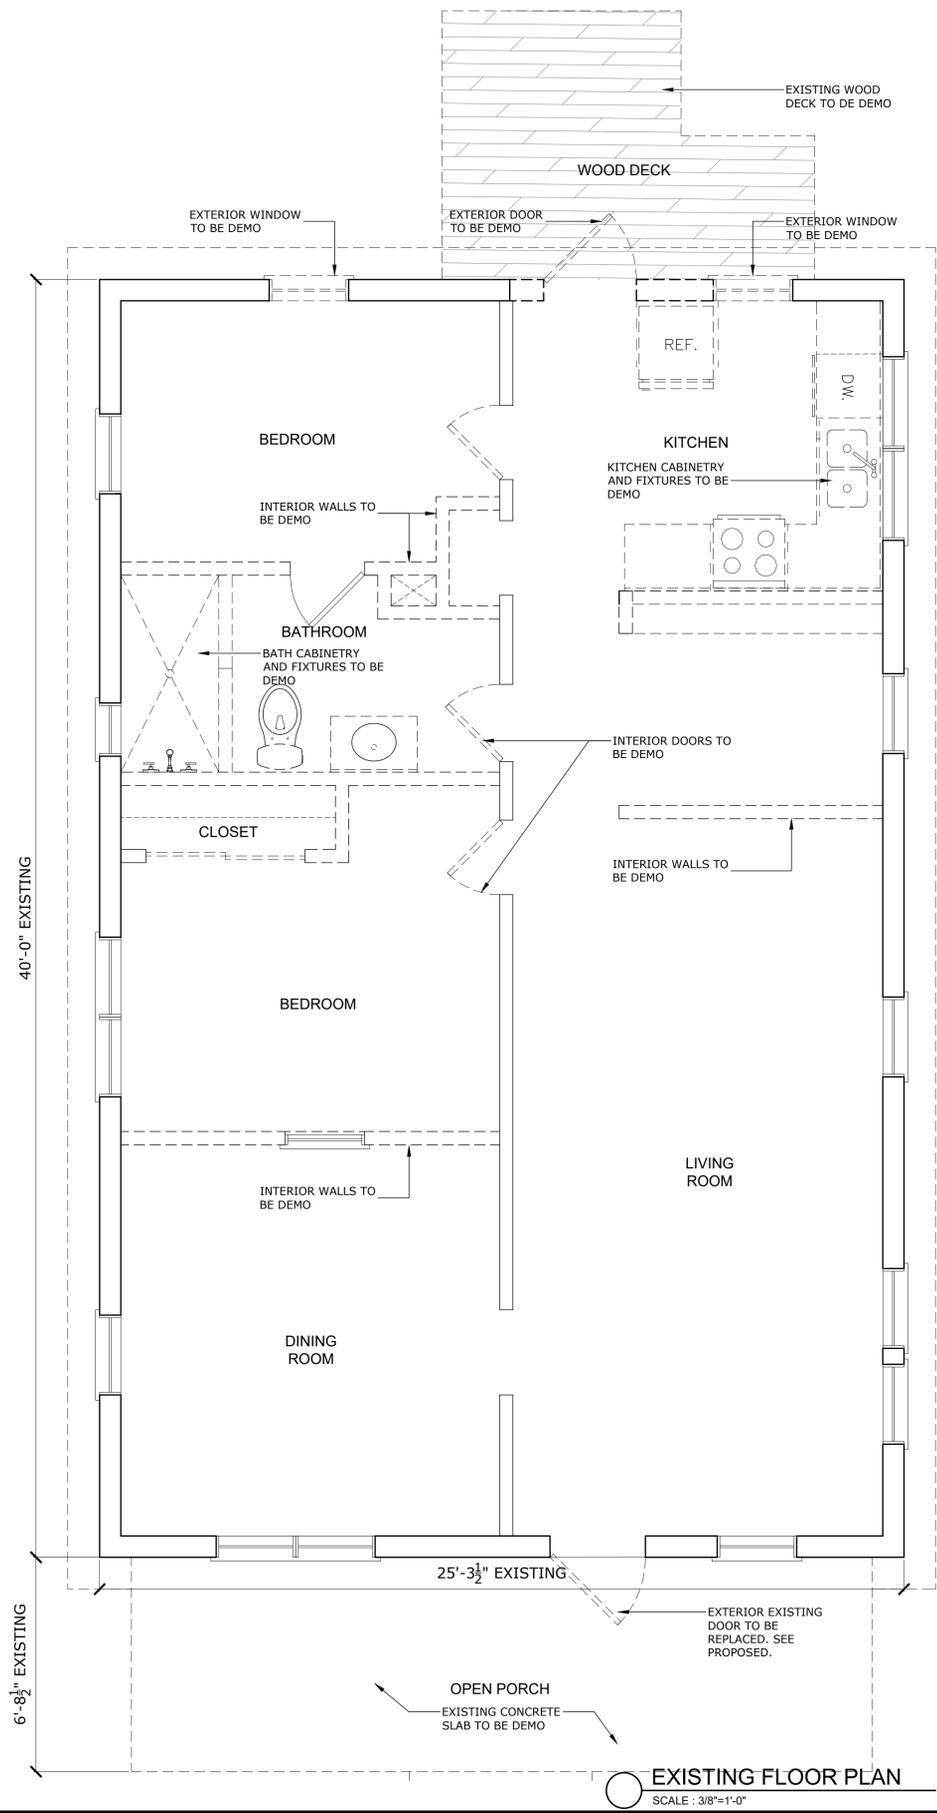 EXISTING WOOD
DECK TO DE DEMO
WOOD DECK
EXTERIOR WINDOW
TO BE DEMO
EXTERIOR DOOR
TO BE DEMO
EXTERIOR WINDOW
TO BE DEMO
REF.
DW.
BEDROOM
KITCHEN
KITCHEN CABINETRY
AND FIXTURES TO BE
DEMO
INTERIOR WALLS TO
BE DEMO
BATHROOM
BATH CABINETRY
AND FIXTURES TO BE
DEMO
INTERIOR DOORS TO
BE DEMO
CLOSET
INTERIOR WALLS TO
BE DEMO
40'-0" EXISTING
BEDROOM
LIVING
ROOM
INTERIOR WALLS TO
BE DEMO
DINING
ROOM
25'-3½" EXISTING
EXTERIOR EXISTING
DOOR TO BE
REPLACED. SEE
PROPOSED.
6'-8½" EXISTING
OPEN PORCH
EXISTING CONCRETE
SLAB TO BE DEMO
EXISTING FLOOR PLAN
SCALE : 3/8"=1'-0"